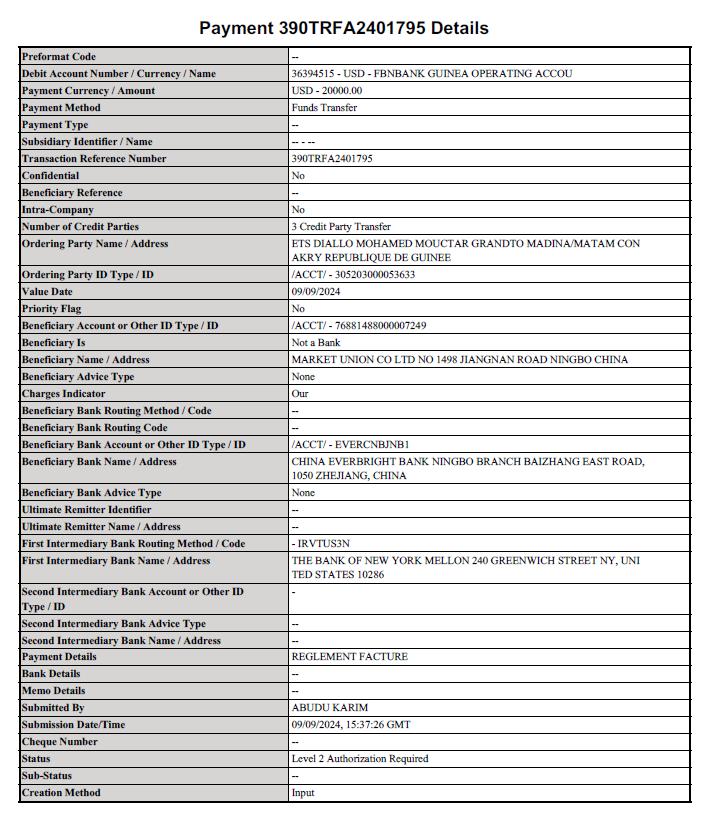 Payment 390TRFA2401795 Details
Preformat Code --
Debit Account Number / Currency / Name 36394515 - USD - FBNBANK GUINEA OPERATING ACCOU
Payment Currency / Amount USD - 20000.00
Payment Method Funds Transfer
Payment Type --
Subsidiary Identifier / Name -- - --
Transaction Reference Number 390TRFA2401795
Confidential No
Beneficiary Reference --
Intra-Company No
Number of Credit Parties 3 Credit Party Transfer
Ordering Party Name / Address ETS DIALLO MOHAMED MOUCTAR GRANDTO MADINA/MATAM CON
AKRY REPUBLIQUE DE GUINEE
Ordering Party ID Type / ID /ACCT/ - 305203000053633
Value Date 09/09/2024
Priority Flag No
Beneficiary Account or Other ID Type / ID /ACCT/ - 76881488000007249
Beneficiary Is Not a Bank
Beneficiary Name / Address MARKET UNION CO LTD NO 1498 JIANGNAN ROAD NINGBO CHINA
Beneficiary Advice Type None
Charges Indicator Our
Beneficiary Bank Routing Method / Code --
Beneficiary Bank Routing Code --
Beneficiary Bank Account or Other ID Type / ID /ACCT/ - EVERCNBJNB1
Beneficiary Bank Name / Address CHINA EVERBRIGHT BANK NINGBO BRANCH BAIZHANG EAST ROAD,
1050 ZHEJIANG, CHINA
Beneficiary Bank Advice Type None
Ultimate Remitter Identifier --
Ultimate Remitter Name / Address --
First Intermediary Bank Routing Method / Code - IRVTUS3N
First Intermediary Bank Name / Address THE BANK OF NEW YORK MELLON 240 GREENWICH STREET NY, UNI
TED STATES 10286
Second Intermediary Bank Account or Other ID -
Type / ID
Second Intermediary Bank Advice Type --
Second Intermediary Bank Name / Address --
Payment Details REGLEMENT FACTURE
Bank Details --
Memo Details --
Submitted By ABUDU KARIM
Submission Date/Time 09/09/2024, 15:37:26 GMT
Cheque Number --
Status Level 2 Authorization Required
Sub-Status --
Creation Method Input